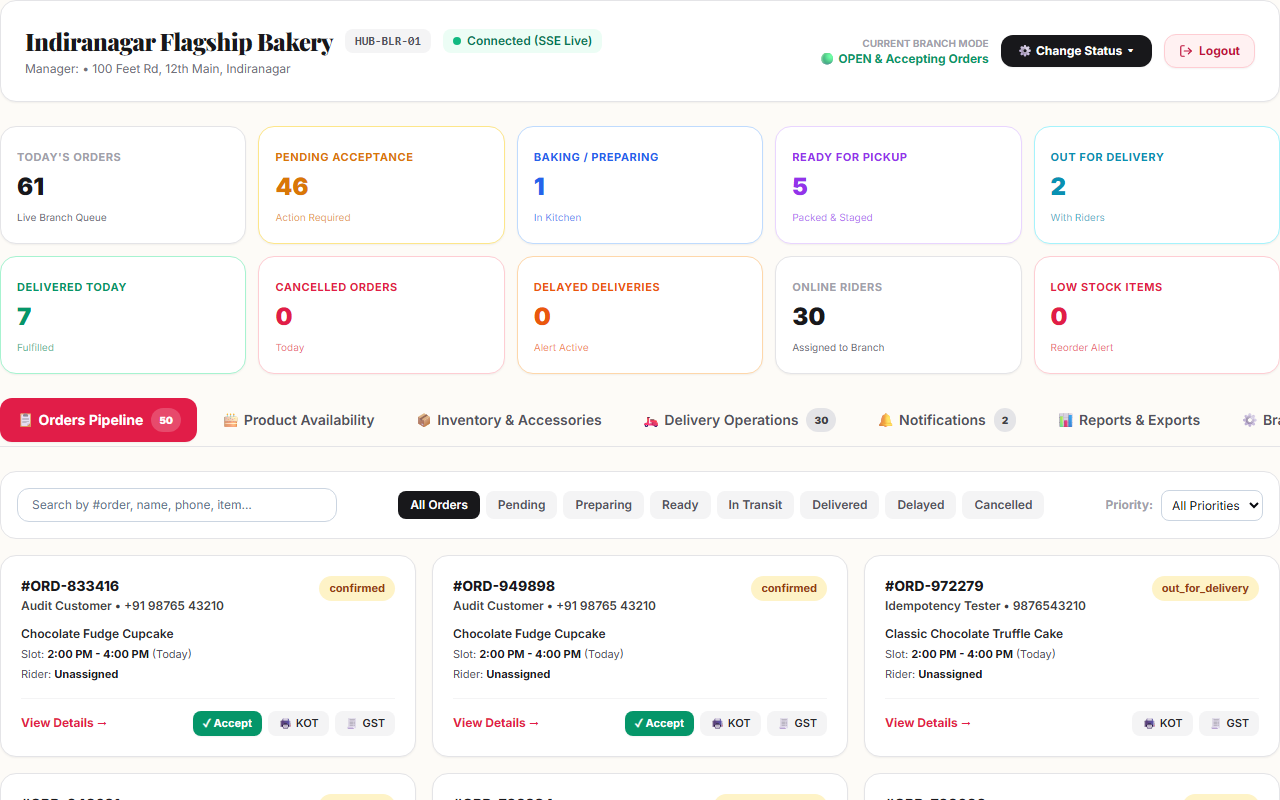 Indiranagar Flagship Bakery HUB-BLR-01 Connected (SSE Live)
Manager: • 100 Feet Rd, 12th Main, Indiranagar
CURRENT BRANCH MODE
OPEN & Accepting Orders
Change Status
Logout
TODAY'S ORDERS
61
Live Branch Queue
PENDING ACCEPTANCE
46
Action Required
BAKING / PREPARING
1
In Kitchen
READY FOR PICKUP
5
Packed & Staged
OUT FOR DELIVERY
2
With Riders
DELIVERED TODAY
7
Fulfilled
CANCELLED ORDERS
0
Today
DELAYED DELIVERIES
0
Alert Active
ONLINE RIDERS
30
Assigned to Branch
LOW STOCK ITEMS
0
Reorder Alert
Orders Pipeline 50 Product Availability Inventory & Accessories Delivery Operations 30 Notifications 2 Reports & Exports Bra
Search by #order, name, phone, item... All Orders Pending Preparing Ready In Transit Delivered Delayed Cancelled Priority: All Priorities
#ORD-833416 confirmed
Audit Customer • +91 98765 43210
Chocolate Fudge Cupcake
Slot: 2:00 PM - 4:00 PM (Today)
Rider: Unassigned
View Details → ✓ Accept KOT GST
#ORD-949898 confirmed
Audit Customer • +91 98765 43210
Chocolate Fudge Cupcake
Slot: 2:00 PM - 4:00 PM (Today)
Rider: Unassigned
View Details → ✓ Accept KOT GST
#ORD-972279 out_for_delivery
Idempotency Tester • 9876543210
Classic Chocolate Truffle Cake
Slot: 2:00 PM - 4:00 PM (Today)
Rider: Unassigned
View Details → KOT GST